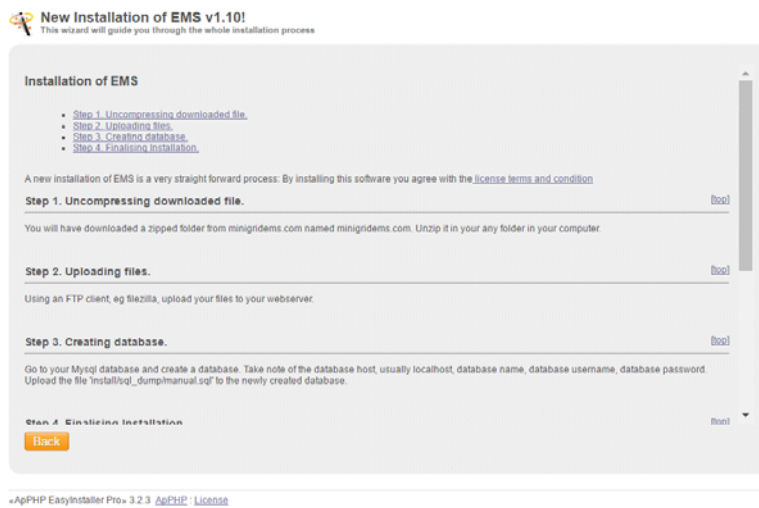 New Installation of EMS v1.10!
This wizard will guide you through the whole installation process
Installation of EMS
Step 1. Uncompressing downloaded file.
Step 2. Uploading files.
Step 3. Creating database.
Step 4. Finalising Installation.
A new installation of EMS is a very straight forward process: By installing this software you agree with the license terms and condition
Step 1. Uncompressing downloaded file. [top]
You will have downloaded a zipped folder from minigridems.com named minigridems.com. Unzip it in your any folder in your computer.
Step 2. Uploading files. [top]
Using an FTP client, eg filezilla, upload your files to your webserver.
Step 3. Creating database. [top]
Go to your Mysql database and create a database. Take note of the database host, usually localhost, database name, database username, database password.
Upload the file 'install/sql_dump/manual.sql' to the newly created database.
Step 4. Finalising Installation [top]
Back
«ApPHP EasyInstaller Pro» 3.2.3 ApPHP : License